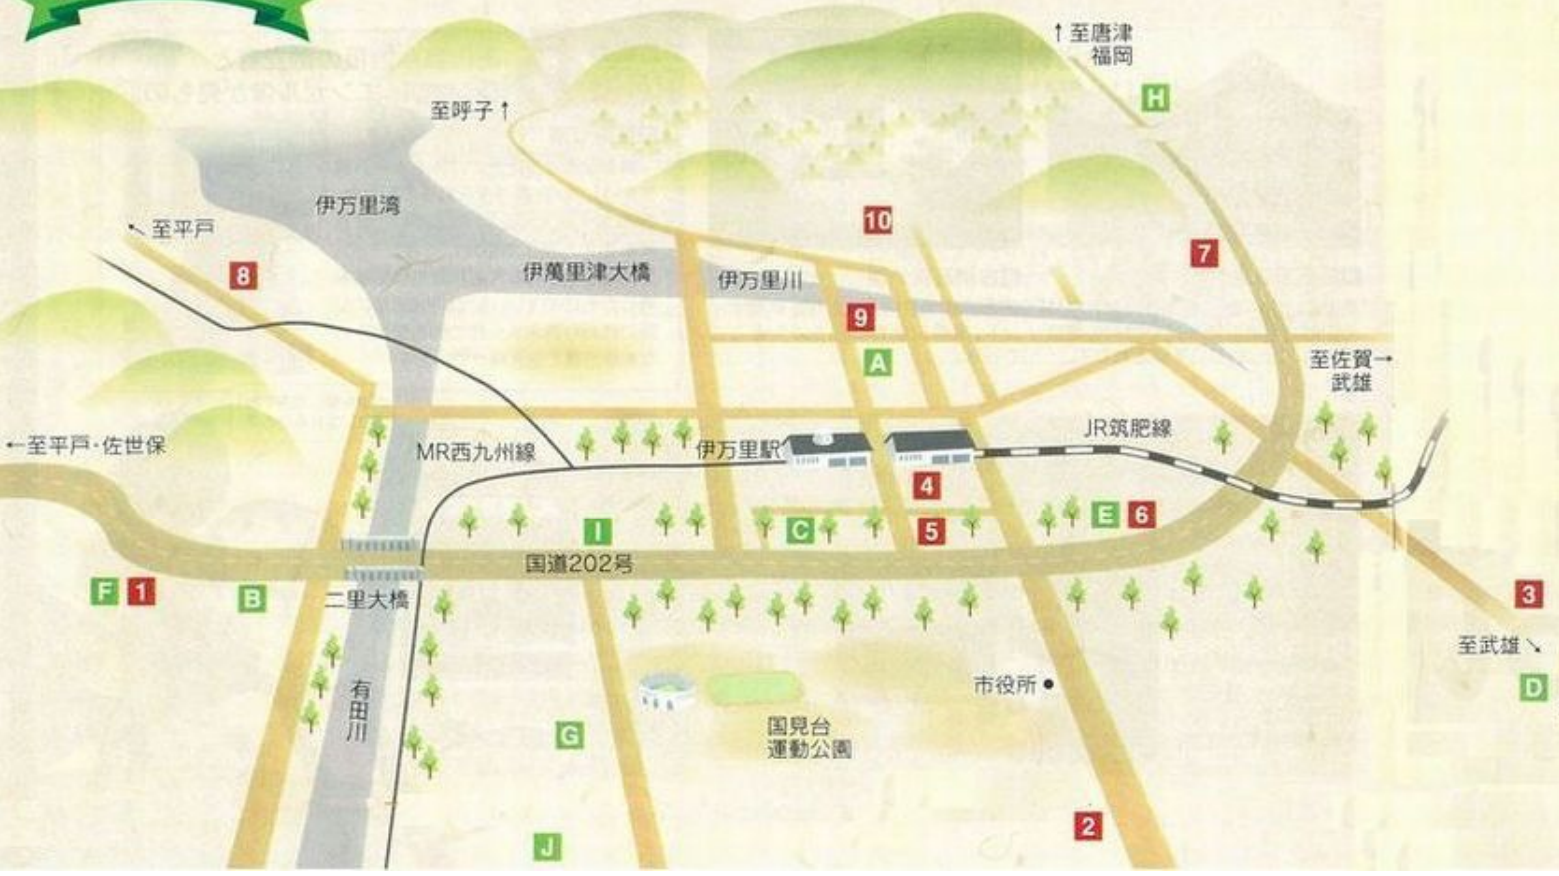 ↑至唐津
福岡
H
至呼子↑
伊万里湾
←至平戸
10
7
8
伊萬里津大橋
伊万里川
9
A
至佐賀→
武雄
←至平戸・佐世保
MR西九州線
伊万里駅
JR筑肥線
4
I
C
5
E
6
国道202号
F
1
B
二里大橋
3
至武雄↘
D
市役所●
有田川
G
国見台
運動公園
2
J